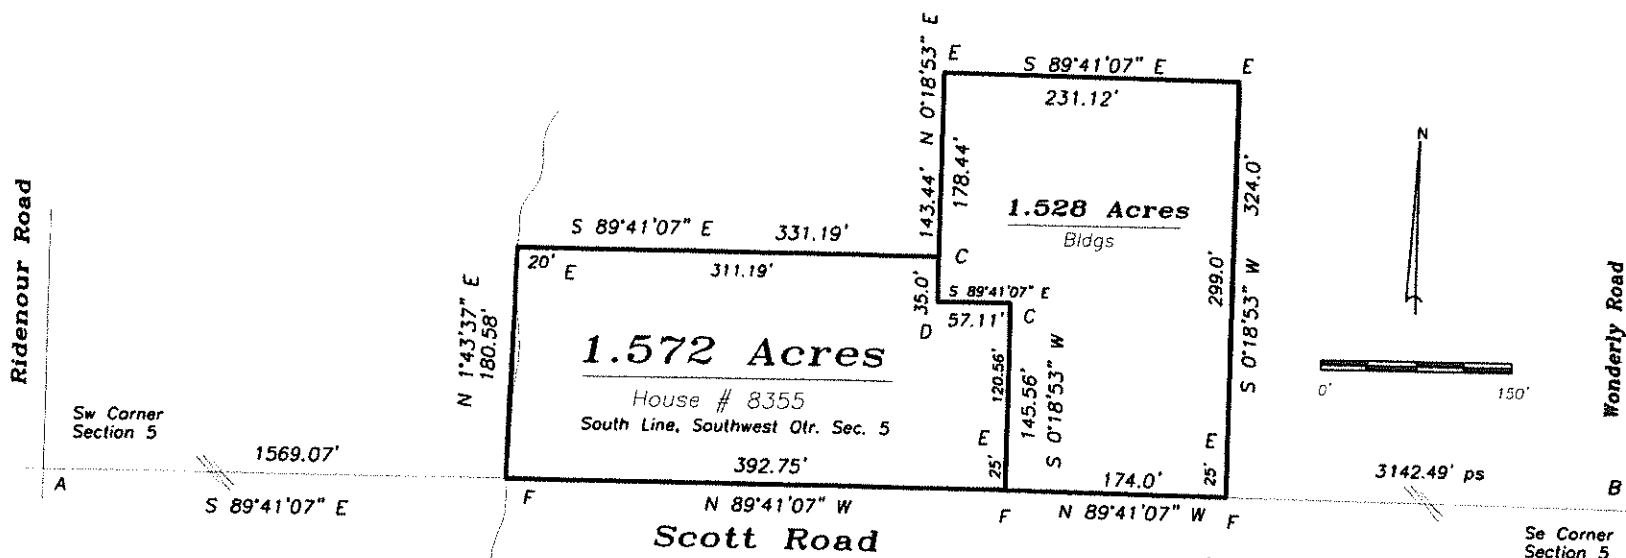 S 89°41'07" E
E
E
231.12'
N 0°18'53" E
143.44'
178.44'
324.0'
N
1.528 Acres
Bldgs
Ridenour Road
S 89°41'07" E
331.19'
20'
E
311.19'
C
35.0'
S 89°41'07" E
57.11'
D
C
299.0'
S 0°18'53" W
N 1°43'37" E
180.58'
1.572 Acres
House # 8355
South Line, Southwest Qtr. Sec. 5
120.56'
145.56'
S 0°18'53" W
0'
150'
Wonderly Road
Sw Corner
Section 5
1569.07'
392.75'
E
25'
174.0'
E
25'
3142.49' ps
A
S 89°41'07" E
F
N 89°41'07" W
F
N 89°41'07" W
F
B
Scott Road
Se Corner
Section 5